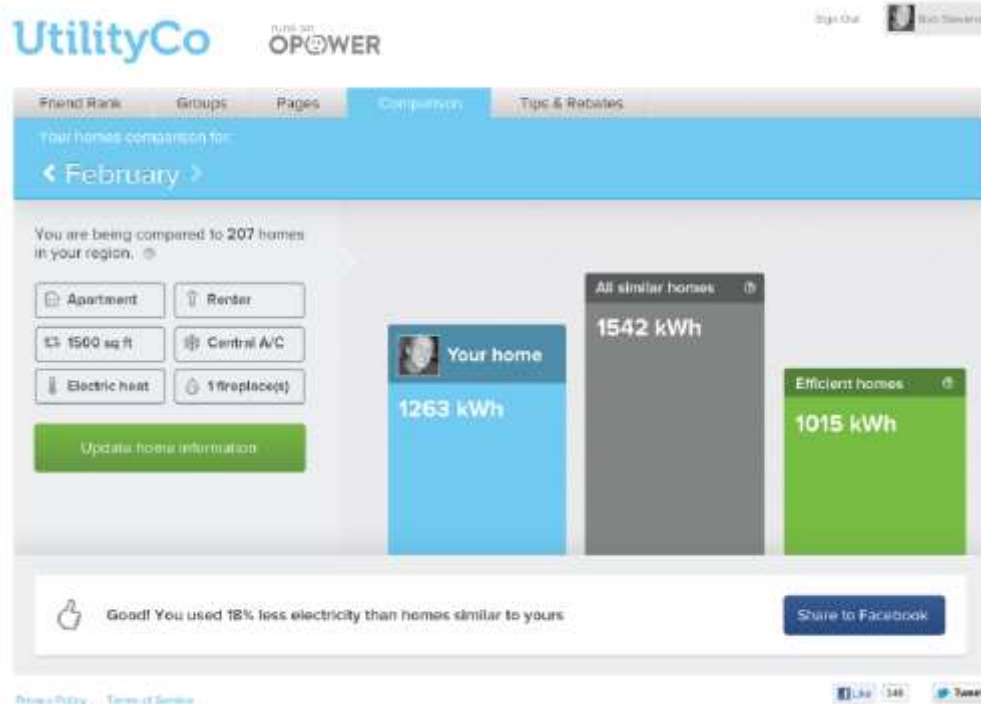 UtilityCo
runs on
OPOWER
Sign Out
Friend Rank Groups Pages Comparison Tips & Rebates
Your homes comparison for:
< February >
You are being compared to 207 homes
in your region.
Apartment
Renter
1500 sq ft
Central A/C
Electric heat
1 fireplace(s)
Update home information
Your home
1263 kWh
All similar homes
1542 kWh
Efficient homes
1015 kWh
Good! You used 18% less electricity than homes similar to yours
Share to Facebook
Privacy Policy Terms of Service
Like
Tweet